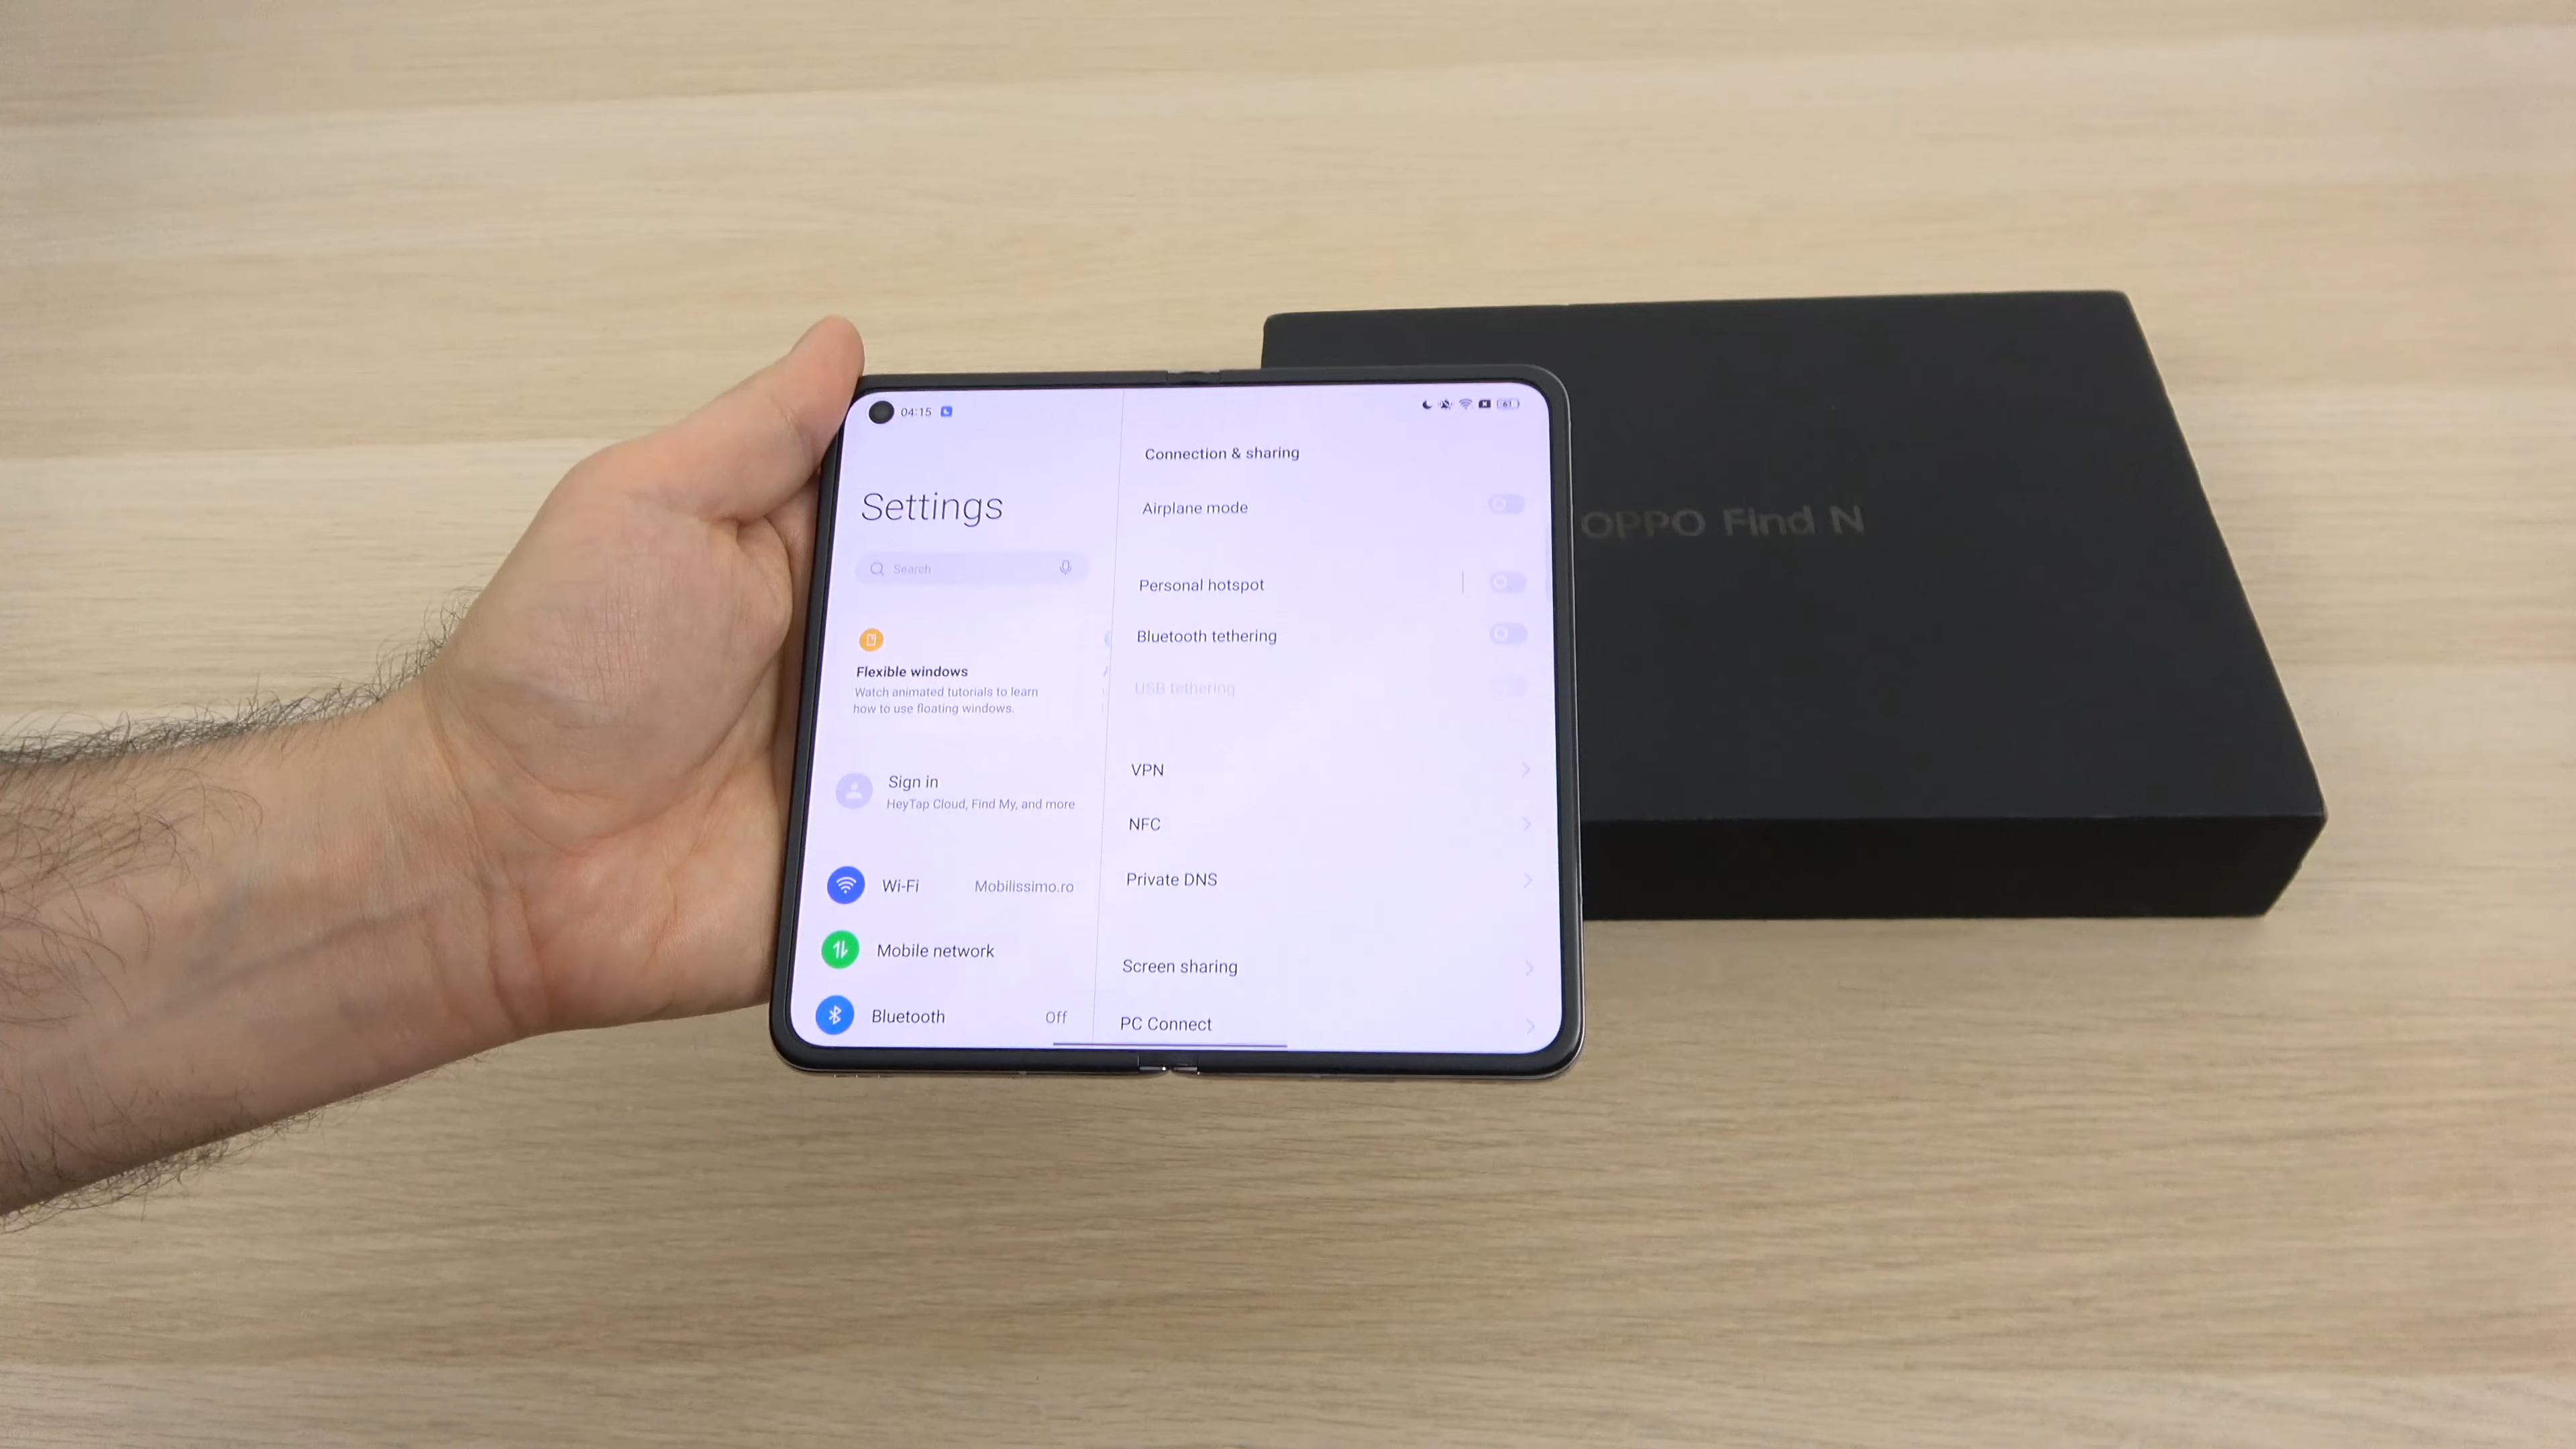 04:15
61
Settings
Search
Flexible windows
Watch animated tutorials to learn
how to use floating windows.
Sign in
HeyTap Cloud, Find My, and more
Wi-Fi Mobilissimo.ro
Mobile network
Bluetooth Off
Connection & sharing
Airplane mode
Personal hotspot
Bluetooth tethering
USB tethering
VPN
NFC
Private DNS
Screen sharing
PC Connect
OPPO Find N